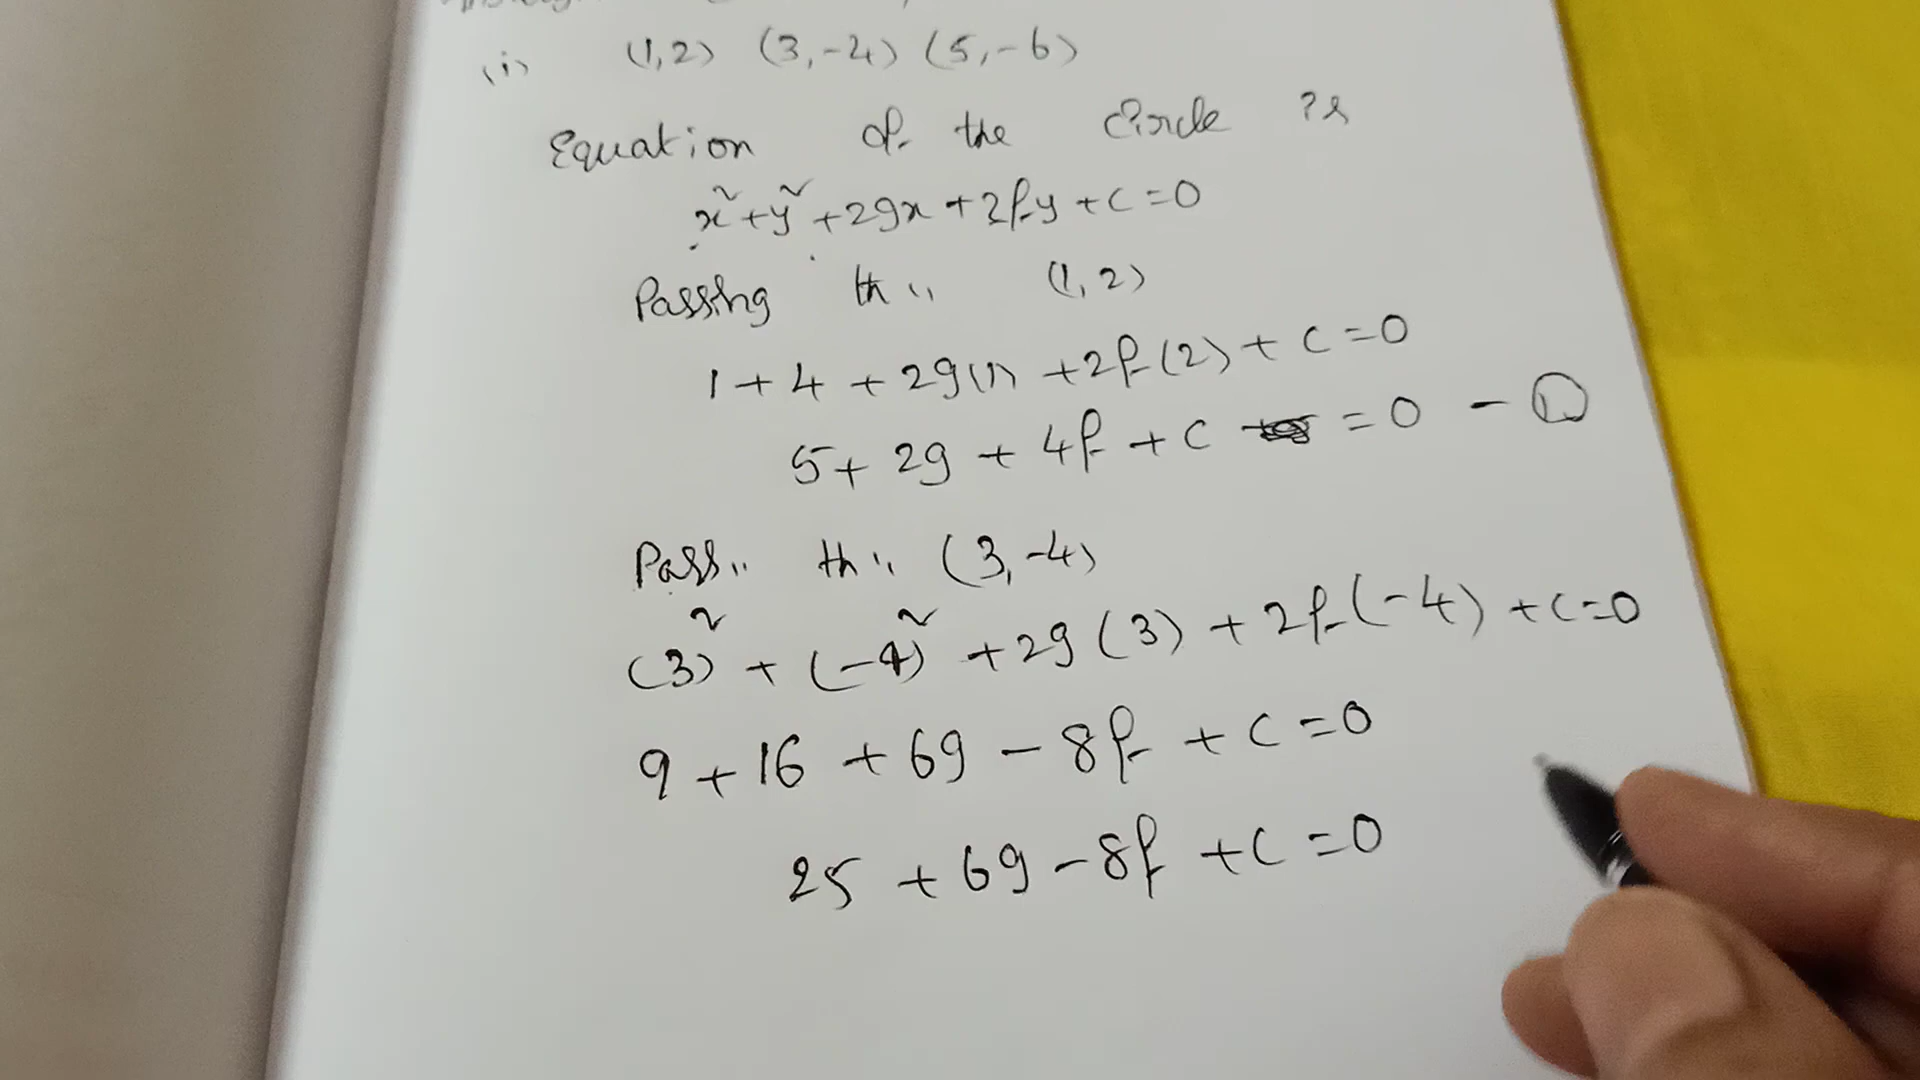 (i) (1,2) (3,-4) (5,-6)
Equation of the Circle is
x²+y²+2gx+2fy+c=0
Passing th'' (1,2)
1+4+2g(1)+2f(2)+c=0
5+2g+4f+c =0 - ①
Pass'' th'' (3,-4)
(3)²+(-4)²+2g(3)+2f(-4)+c=0
9+16+6g-8f+c=0
25+6g-8f+c=0